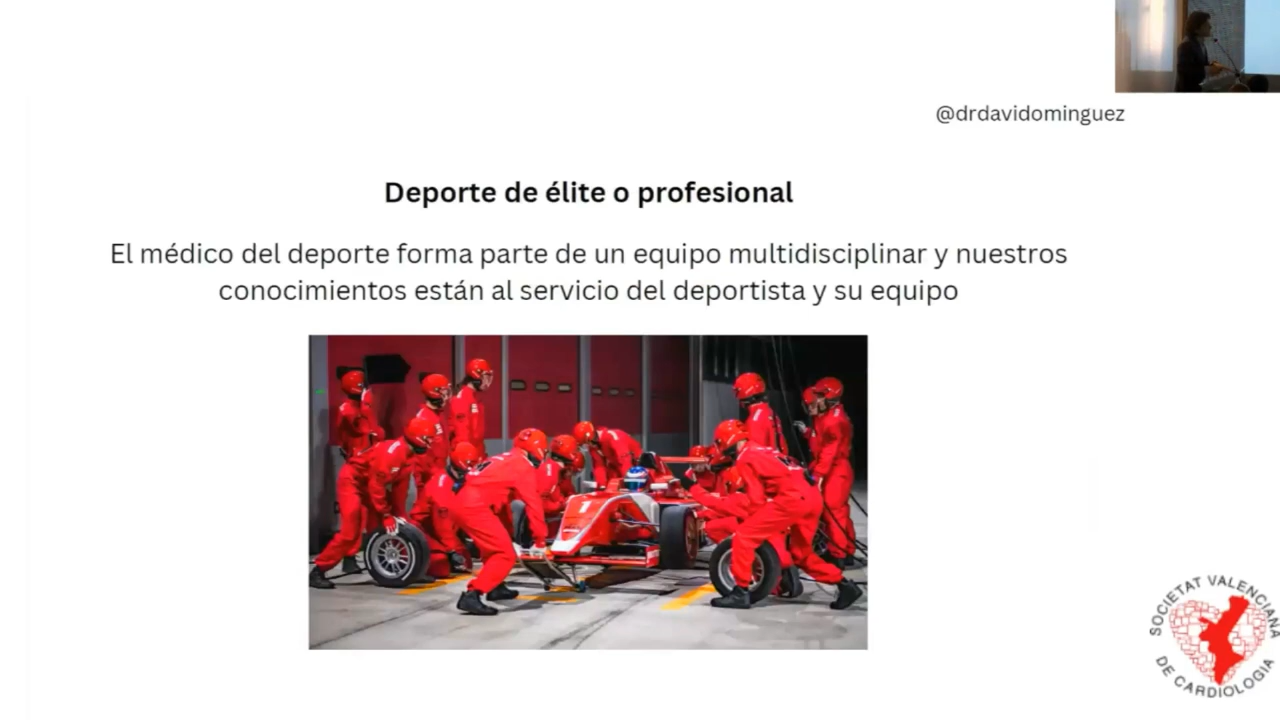 @drdavidominguez
Deporte de élite o profesional
El médico del deporte forma parte de un equipo multidisciplinar y nuestros
conocimientos están al servicio del deportista y su equipo
1
SOCIETAT VALENCIANA
DE CARDIOLOGIA